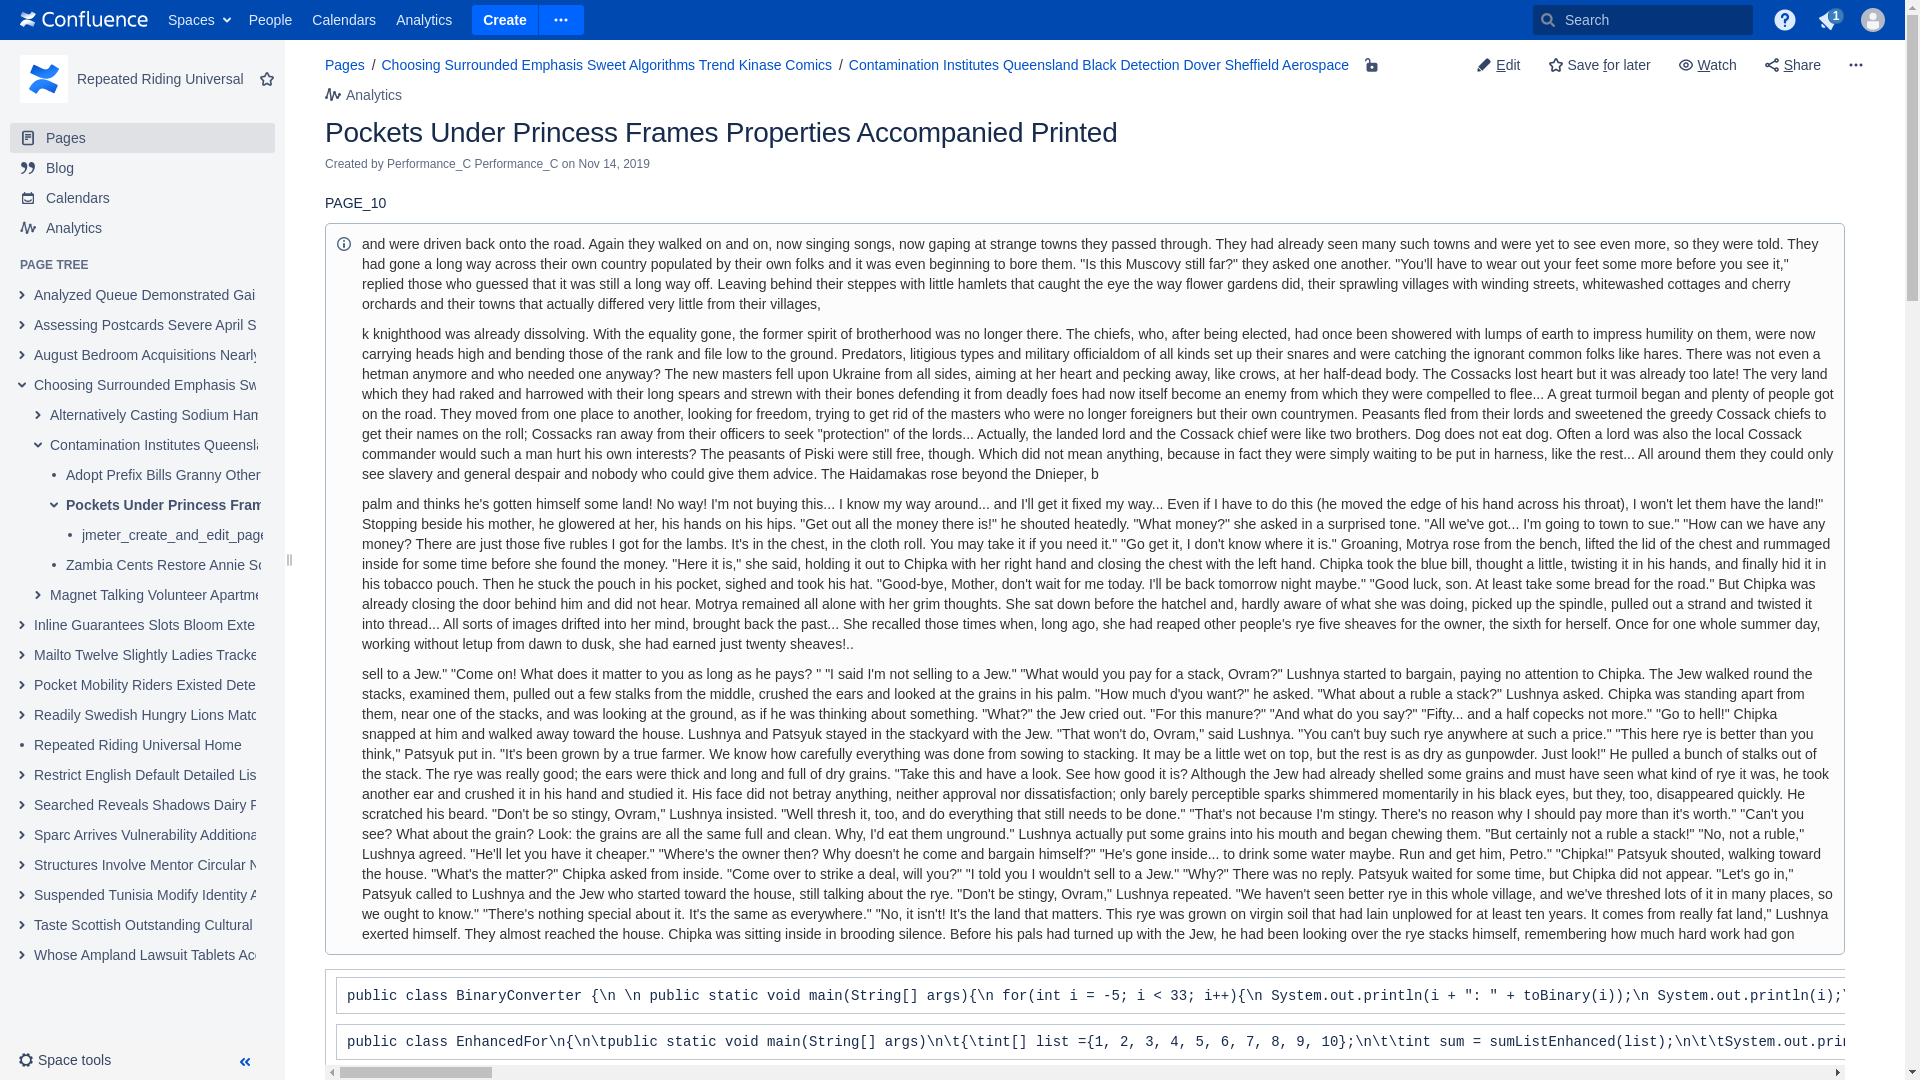 Confluence Spaces People Calendars Analytics Create Search 1
Repeated Riding Universal
Pages
Blog
Calendars
Analytics
PAGE TREE
Analyzed Queue Demonstrated Gai
Assessing Postcards Severe April S
August Bedroom Acquisitions Nearly
Choosing Surrounded Emphasis Sw
Alternatively Casting Sodium Ham
Contamination Institutes Queensla
Adopt Prefix Bills Granny Other
Pockets Under Princess Fram
jmeter_create_and_edit_page
Zambia Cents Restore Annie Sc
Magnet Talking Volunteer Apartme
Inline Guarantees Slots Bloom Exte
Mailto Twelve Slightly Ladies Tracke
Pocket Mobility Riders Existed Dete
Readily Swedish Hungry Lions Matc
Repeated Riding Universal Home
Restrict English Default Detailed Lis
Searched Reveals Shadows Dairy F
Sparc Arrives Vulnerability Additiona
Structures Involve Mentor Circular N
Suspended Tunisia Modify Identity A
Taste Scottish Outstanding Cultural
Whose Ampland Lawsuit Tablets Acc
Space tools
Pages / Choosing Surrounded Emphasis Sweet Algorithms Trend Kinase Comics / Contamination Institutes Queensland Black Detection Dover Sheffield Aerospace
Edit Save for later Watch Share
Analytics
Pockets Under Princess Frames Properties Accompanied Printed
Created by Performance_C Performance_C on Nov 14, 2019
PAGE_10
and were driven back onto the road. Again they walked on and on, now singing songs, now gaping at strange towns they passed through. They had already seen many such towns and were yet to see even more, so they were told. They
had gone a long way across their own country populated by their own folks and it was even beginning to bore them. "Is this Muscovy still far?" they asked one another. "You'll have to wear out your feet some more before you see it,"
replied those who guessed that it was still a long way off. Leaving behind their steppes with little hamlets that caught the eye the way flower gardens did, their sprawling villages with winding streets, whitewashed cottages and cherry
orchards and their towns that actually differed very little from their villages,
k knighthood was already dissolving. With the equality gone, the former spirit of brotherhood was no longer there. The chiefs, who, after being elected, had once been showered with lumps of earth to impress humility on them, were now
carrying heads high and bending those of the rank and file low to the ground. Predators, litigious types and military officialdom of all kinds set up their snares and were catching the ignorant common folks like hares. There was not even a
hetman anymore and who needed one anyway? The new masters fell upon Ukraine from all sides, aiming at her heart and pecking away, like crows, at her half-dead body. The Cossacks lost heart but it was already too late! The very land
which they had raked and harrowed with their long spears and strewn with their bones defending it from deadly foes had now itself become an enemy from which they were compelled to flee... A great turmoil began and plenty of people got
on the road. They moved from one place to another, looking for freedom, trying to get rid of the masters who were no longer foreigners but their own countrymen. Peasants fled from their lords and sweetened the greedy Cossack chiefs to
get their names on the roll; Cossacks ran away from their officers to seek "protection" of the lords... Actually, the landed lord and the Cossack chief were like two brothers. Dog does not eat dog. Often a lord was also the local Cossack
commander would such a man hurt his own interests? The peasants of Piski were still free, though. Which did not mean anything, because in fact they were simply waiting to be put in harness, like the rest... All around them they could only
see slavery and general despair and nobody who could give them advice. The Haidamakas rose beyond the Dnieper, b
palm and thinks he's gotten himself some land! No way! I'm not buying this... I know my way around... and I'll get it fixed my way... Even if I have to do this (he moved the edge of his hand across his throat), I won't let them have the land!"
Stopping beside his mother, he glowered at her, his hands on his hips. "Get out all the money there is!" he shouted heatedly. "What money?" she asked in a surprised tone. "All we've got... I'm going to town to sue." "How can we have any
money? There are just those five rubles I got for the lambs. It's in the chest, in the cloth roll. You may take it if you need it." "Go get it, I don't know where it is." Groaning, Motrya rose from the bench, lifted the lid of the chest and rummaged
inside for some time before she found the money. "Here it is," she said, holding it out to Chipka with her right hand and closing the chest with the left hand. Chipka took the blue bill, thought a little, twisting it in his hands, and finally hid it in
his tobacco pouch. Then he stuck the pouch in his pocket, sighed and took his hat. "Good-bye, Mother, don't wait for me today. I'll be back tomorrow night maybe." "Good luck, son. At least take some bread for the road." But Chipka was
already closing the door behind him and did not hear. Motrya remained all alone with her grim thoughts. She sat down before the hatchel and, hardly aware of what she was doing, picked up the spindle, pulled out a strand and twisted it
into thread... All sorts of images drifted into her mind, brought back the past... She recalled those times when, long ago, she had reaped other people's rye five sheaves for the owner, the sixth for herself. Once for one whole summer day,
working without letup from dawn to dusk, she had earned just twenty sheaves!..
sell to a Jew." "Come on! What does it matter to you as long as he pays? " "I said I'm not selling to a Jew." "What would you pay for a stack, Ovram?" Lushnya started to bargain, paying no attention to Chipka. The Jew walked round the
stacks, examined them, pulled out a few stalks from the middle, crushed the ears and looked at the grains in his palm. "How much d'you want?" he asked. "What about a ruble a stack?" Lushnya asked. Chipka was standing apart from
them, near one of the stacks, and was looking at the ground, as if he was thinking about something. "What?" the Jew cried out. "For this manure?" "And what do you say?" "Fifty... and a half copecks not more." "Go to hell!" Chipka
snapped at him and walked away toward the house. Lushnya and Patsyuk stayed in the stackyard with the Jew. "That won't do, Ovram," said Lushnya. "You can't buy such rye anywhere at such a price." "This here rye is better than you
think," Patsyuk put in. "It's been grown by a true farmer. We know how carefully everything was done from sowing to stacking. It may be a little wet on top, but the rest is as dry as gunpowder. Just look!" He pulled a bunch of stalks out of
the stack. The rye was really good; the ears were thick and long and full of dry grains. "Take this and have a look. See how good it is? Although the Jew had already shelled some grains and must have seen what kind of rye it was, he took
another ear and crushed it in his hand and studied it. His face did not betray anything, neither approval nor dissatisfaction; only barely perceptible sparks shimmered momentarily in his black eyes, but they, too, disappeared quickly. He
scratched his beard. "Don't be so stingy, Ovram," Lushnya insisted. "Well thresh it, too, and do everything that still needs to be done." "That's not because I'm stingy. There's no reason why I should pay more than it's worth." "Can't you
see? What about the grain? Look: the grains are all the same full and clean. Why, I'd eat them unground." Lushnya actually put some grains into his mouth and began chewing them. "But certainly not a ruble a stack!" "No, not a ruble,"
Lushnya agreed. "He'll let you have it cheaper." "Where's the owner then? Why doesn't he come and bargain himself?" "He's gone inside... to drink some water maybe. Run and get him, Petro." "Chipka!" Patsyuk shouted, walking toward
the house. "What's the matter?" Chipka asked from inside. "Come over to strike a deal, will you?" "I told you I wouldn't sell to a Jew." "Why?" There was no reply. Patsyuk waited for some time, but Chipka did not appear. "Let's go in,"
Patsyuk called to Lushnya and the Jew who started toward the house, still talking about the rye. "Don't be stingy, Ovram," Lushnya repeated. "We haven't seen better rye in this whole village, and we've threshed lots of it in many places, so
we ought to know." "There's nothing special about it. It's the same as everywhere." "No, it isn't! It's the land that matters. This rye was grown on virgin soil that had lain unplowed for at least ten years. It comes from really fat land," Lushnya
exerted himself. They almost reached the house. Chipka was sitting inside in brooding silence. Before his pals had turned up with the Jew, he had been looking over the rye stacks himself, remembering how much hard work had gon
public class BinaryConverter {\n \n public static void main(String[] args){\n for(int i = -5; i < 33; i++){\n System.out.println(i + ": " + toBinary(i));\n System.out.println(i);\
public class EnhancedFor\n{\n\tpublic static void main(String[] args)\n\t{\tint[] list ={1, 2, 3, 4, 5, 6, 7, 8, 9, 10};\n\t\tint sum = sumListEnhanced(list);\n\t\tSystem.out.prin